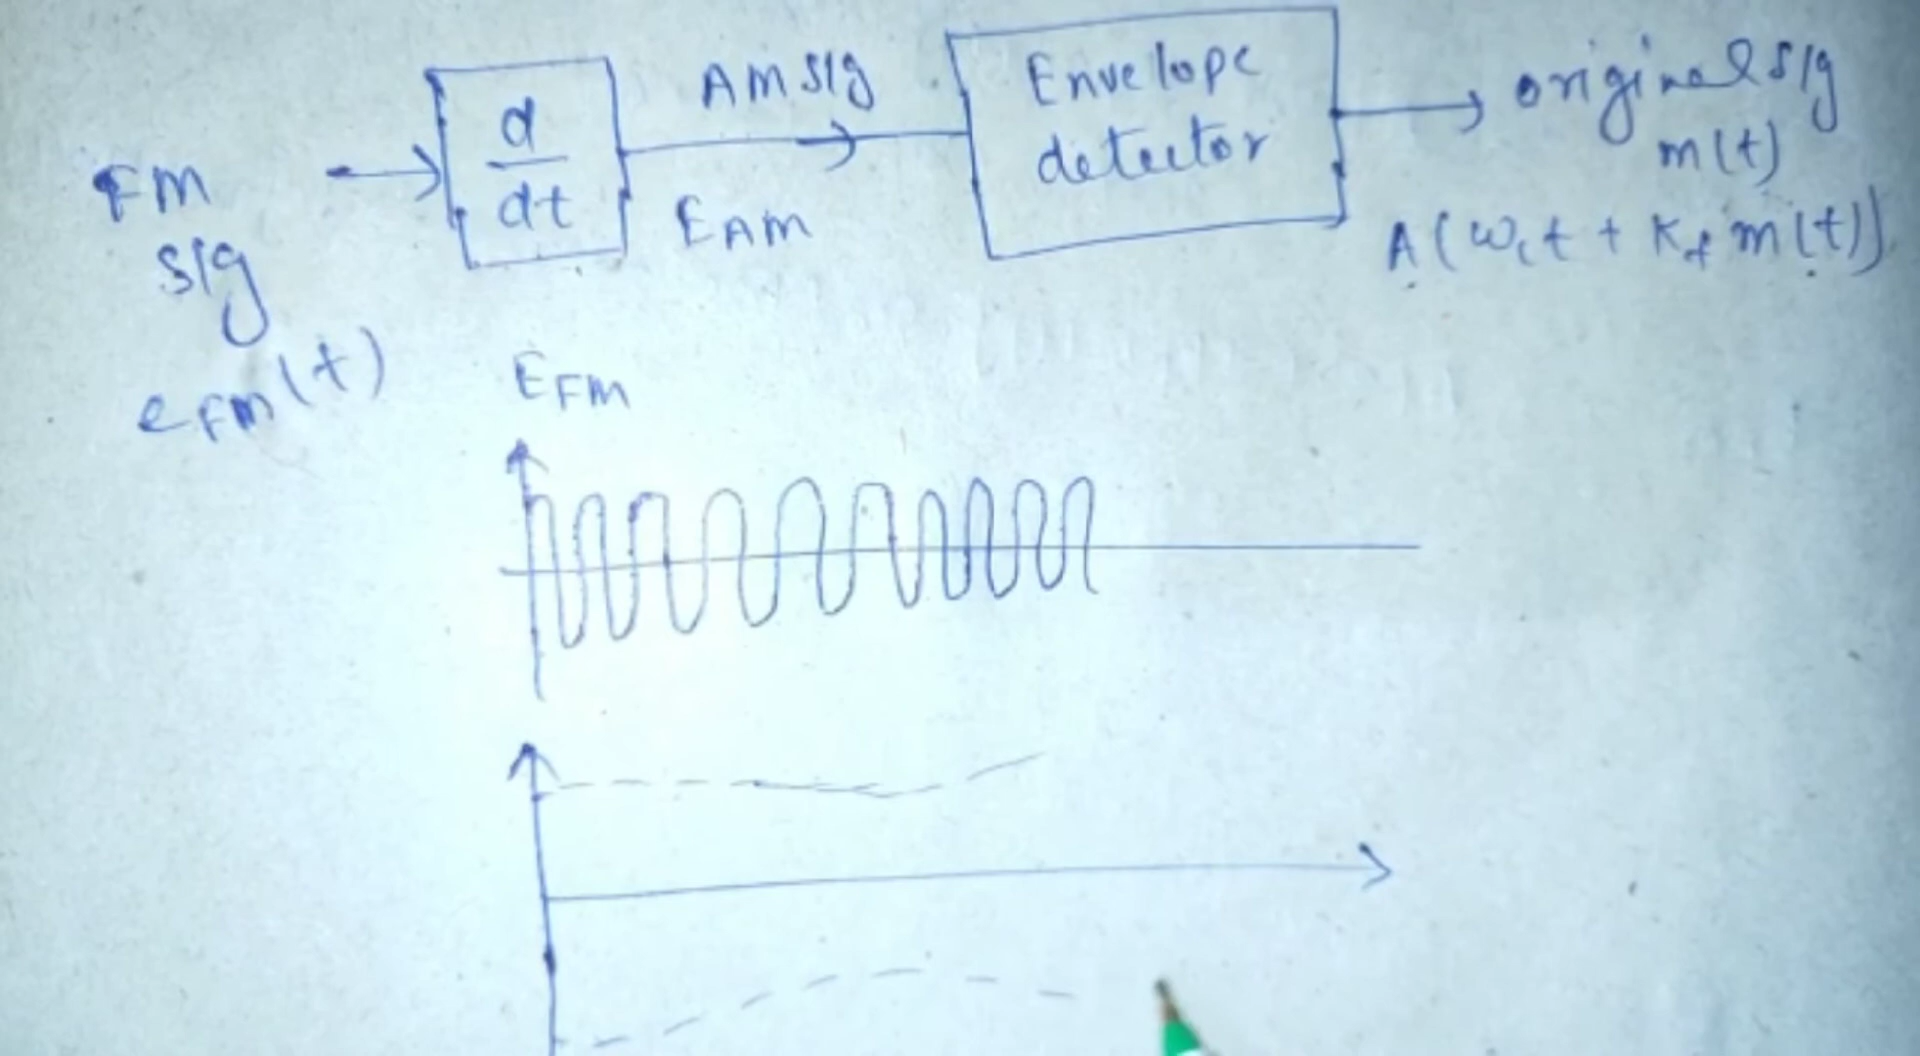 FM
sig
eFM(t)
d
dt
AM sig
EAM
Envelope
detector
original sig
m(t)
A(ωct + Kf m(t))
EFM